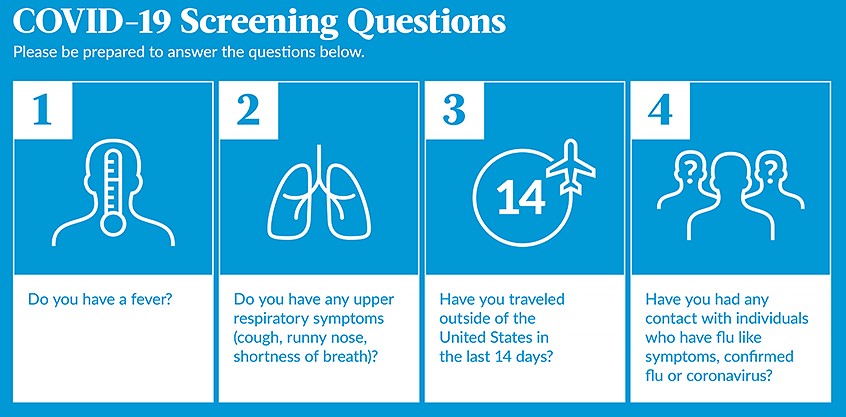 COVID-19 Screening Questions
Please be prepared to answer the questions below.
1
Do you have a fever?
2
Do you have any upper
respiratory symptoms
(cough, runny nose,
shortness of breath)?
3
14
Have you traveled
outside of the
United States in
the last 14 days?
4
? ?
Have you had any
contact with individuals
who have flu like
symptoms, confirmed
flu or coronavirus?